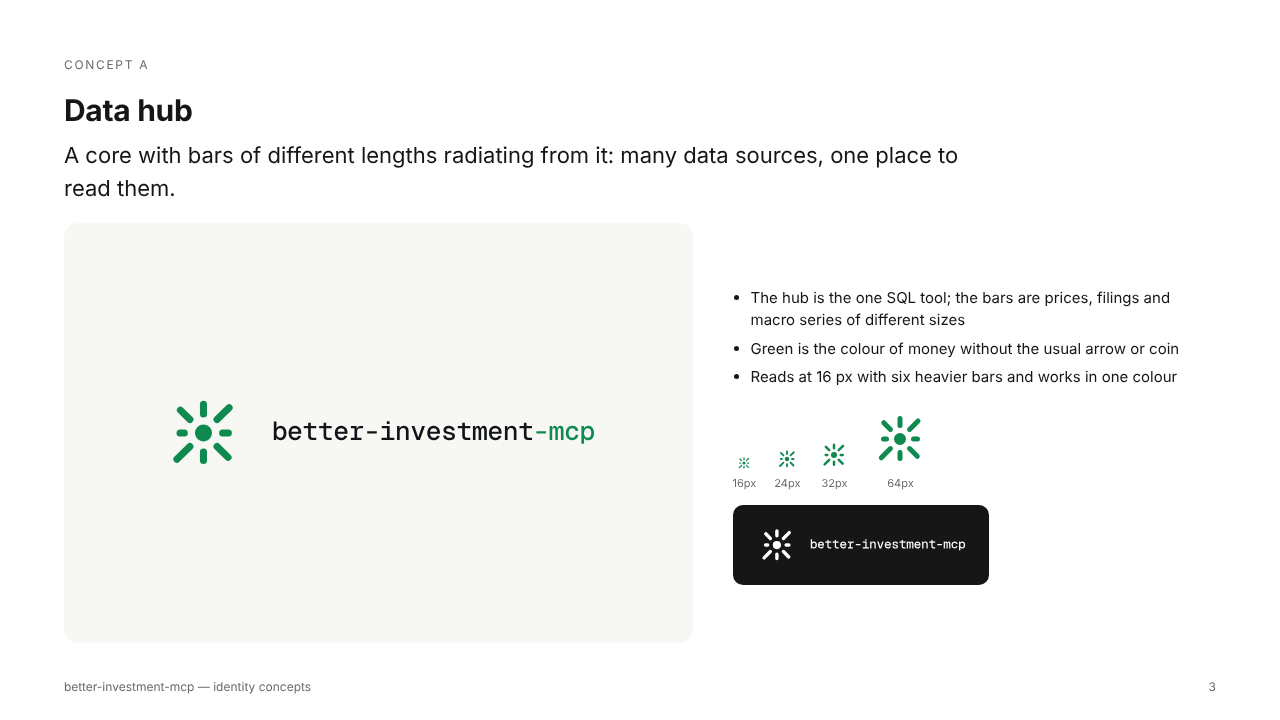 CONCEPT A
Data hub
A core with bars of different lengths radiating from it: many data sources, one place to
read them.
better-investment-mcp
• The hub is the one SQL tool; the bars are prices, filings and
macro series of different sizes
• Green is the colour of money without the usual arrow or coin
• Reads at 16 px with six heavier bars and works in one colour
16px 24px 32px 64px
better-investment-mcp
better-investment-mcp — identity concepts 3